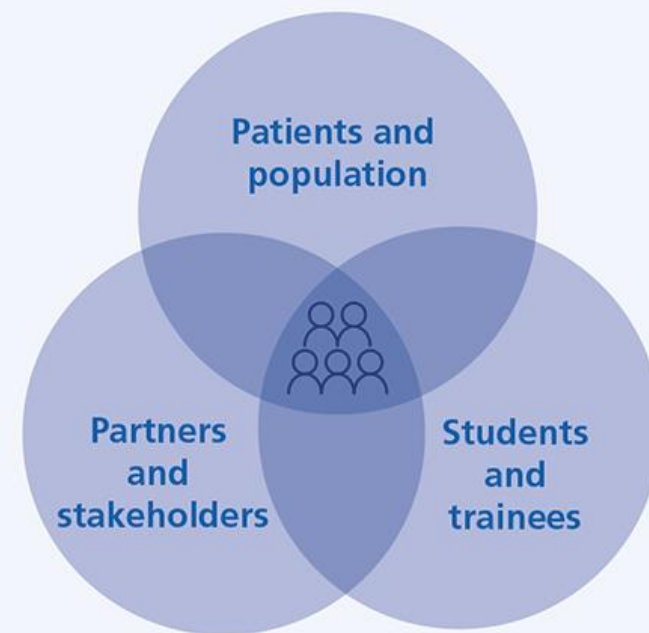 Patients and
population
Partners
and
stakeholders
Students
and
trainees